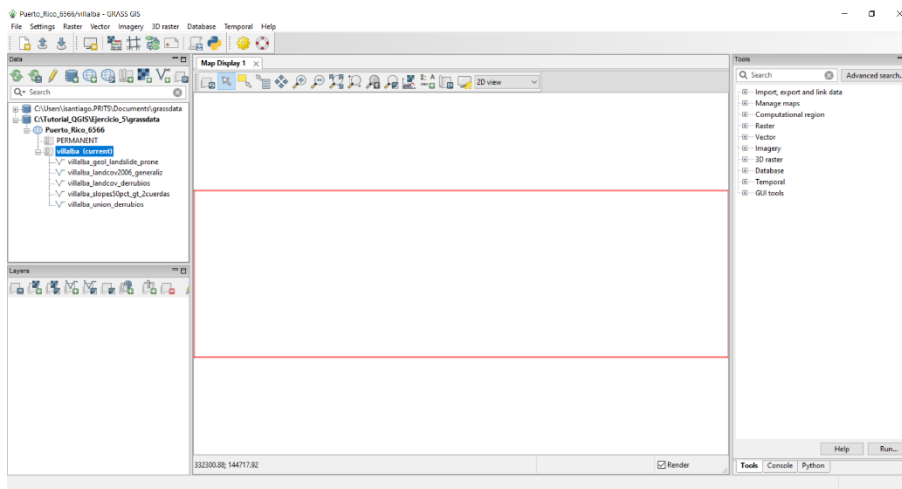 Puerto_Rico_6566/villalba - GRASS GIS
File Settings Raster Vector Imagery 3D raster Database Temporal Help
Data
Search
C:\Users\isantiago.PRITS\Documents\grassdata
C:\Tutorial_QGIS\Ejercicio_5\grassdata
Puerto_Rico_6566
PERMANENT
villalba (current)
villalba_geol_landslide_prone
villalba_landcov2006_generaliz
villalba_landcov_derrubios
villalba_slopes50pct_gt_2cuerdas
villalba_union_derrubios
Layers
Map Display 1
2D view
332300.88; 144717.92
Render
Tools
Search
Advanced search.
Import, export and link data
Manage maps
Computational region
Raster
Vector
Imagery
3D raster
Database
Temporal
GUI tools
Help Run...
Tools Console Python